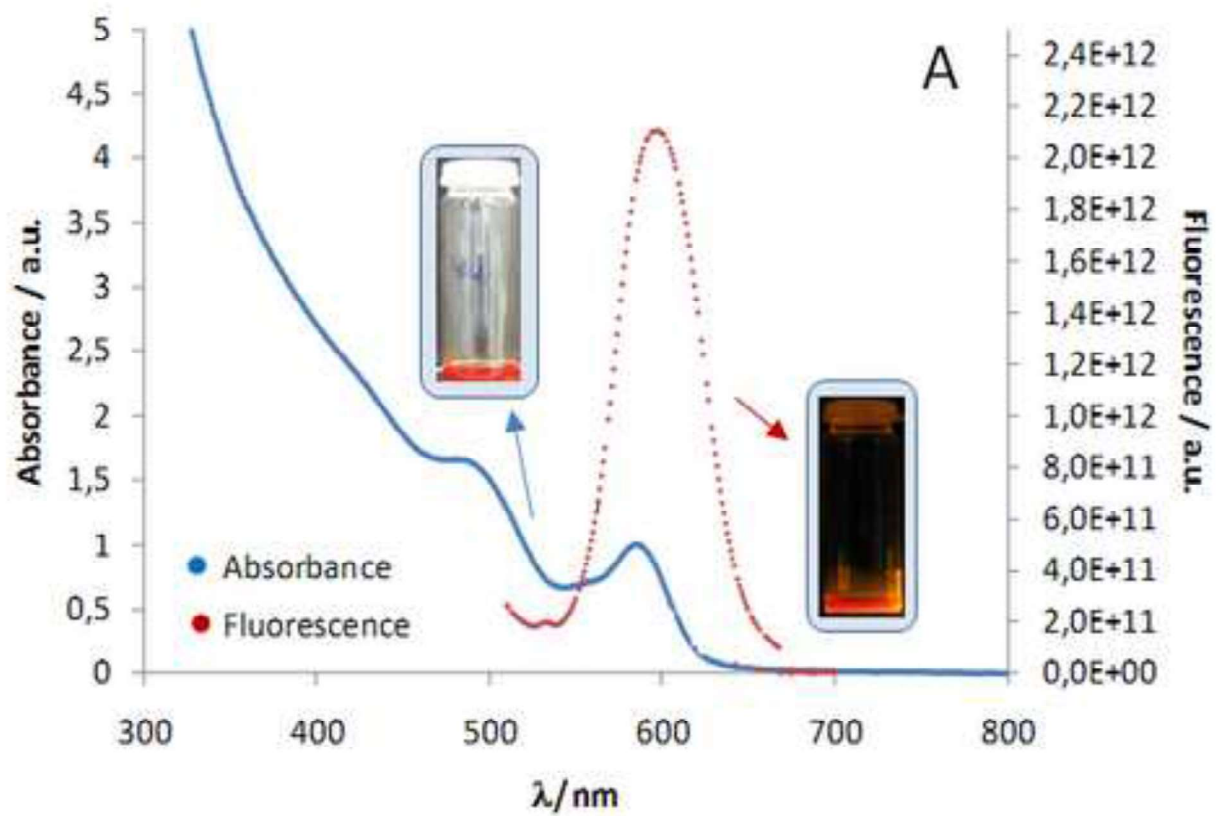 A
Absorbance / a.u.
5
4,5
4
3,5
3
2,5
2
1,5
1
0,5
0
2,4E+12
2,2E+12
2,0E+12
1,8E+12
1,6E+12
1,4E+12
1,2E+12
1,0E+12
8,0E+11
6,0E+11
4,0E+11
2,0E+11
0,0E+00
Fluorescence / a.u.
Absorbance
Fluorescence
300 400 500 600 700 800
λ/nm